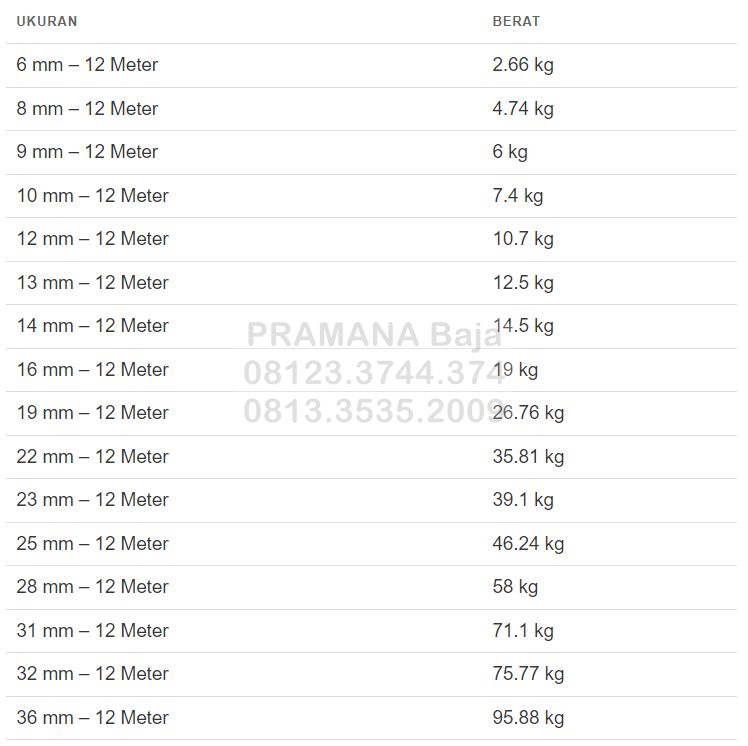 UKURAN BERAT
6 mm – 12 Meter 2.66 kg
8 mm – 12 Meter 4.74 kg
9 mm – 12 Meter 6 kg
10 mm – 12 Meter 7.4 kg
12 mm – 12 Meter 10.7 kg
13 mm – 12 Meter 12.5 kg
14 mm – 12 Meter 14.5 kg
PRAMANA Baja
16 mm – 12 Meter 19 kg
08123.3744.374
19 mm – 12 Meter 26.76 kg
0813.3535.2009
22 mm – 12 Meter 35.81 kg
23 mm – 12 Meter 39.1 kg
25 mm – 12 Meter 46.24 kg
28 mm – 12 Meter 58 kg
31 mm – 12 Meter 71.1 kg
32 mm – 12 Meter 75.77 kg
36 mm – 12 Meter 95.88 kg